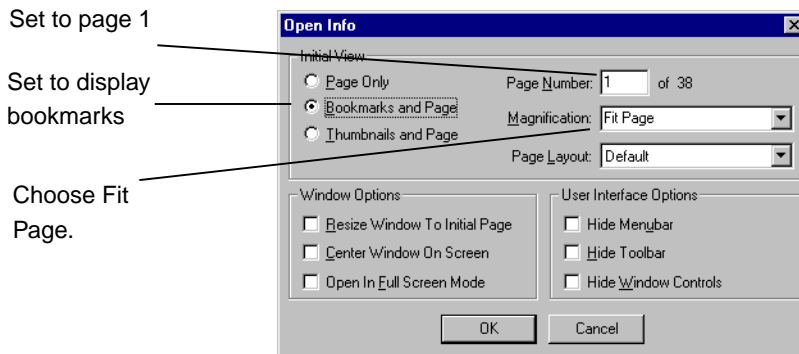 Set to page 1
Set to display
bookmarks
Choose Fit
Page.
Open Info
Initial View
Page Only
Bookmarks and Page
Thumbnails and Page
Page Number: 1 of 38
Magnification: Fit Page
Page Layout: Default
Window Options
Resize Window To Initial Page
Center Window On Screen
Open In Full Screen Mode
User Interface Options
Hide Menubar
Hide Toolbar
Hide Window Controls
OK
Cancel